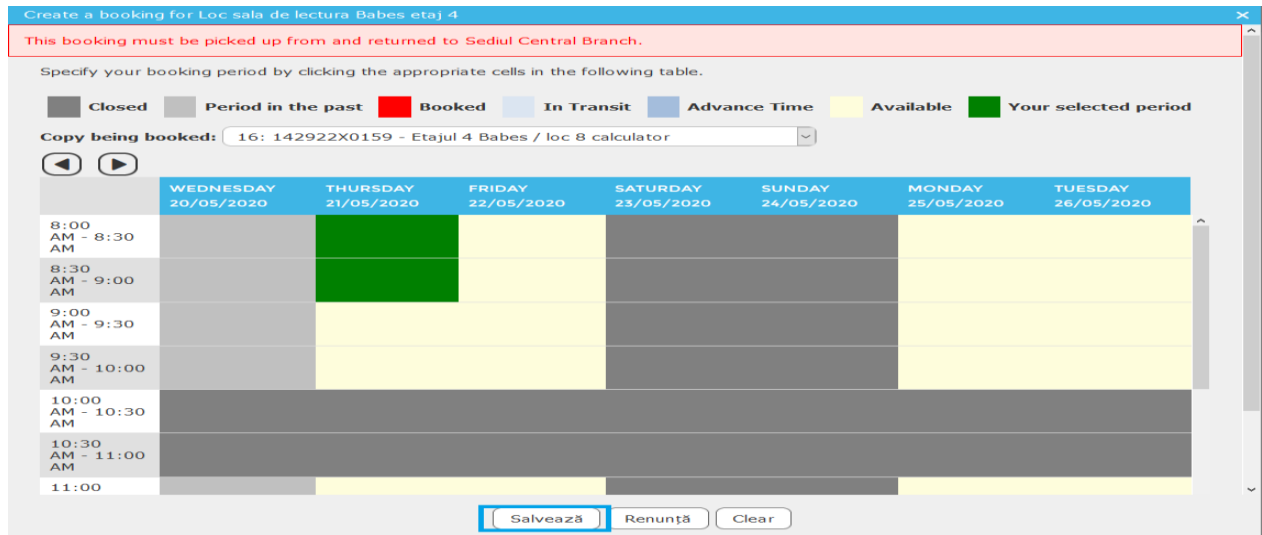 Create a booking for Loc sala de lectura Babes etaj 4
This booking must be picked up from and returned to Sediul Central Branch.
Specify your booking period by clicking the appropriate cells in the following table.
Closed Period in the past Booked In Transit Advance Time Available Your selected period
Copy being booked: 16: 142922X0159 - Etajul 4 Babes / loc 8 calculator
WEDNESDAY THURSDAY FRIDAY SATURDAY SUNDAY MONDAY TUESDAY
20/05/2020 21/05/2020 22/05/2020 23/05/2020 24/05/2020 25/05/2020 26/05/2020
8:00
AM - 8:30
AM
8:30
AM - 9:00
AM
9:00
AM - 9:30
AM
9:30
AM - 10:00
AM
10:00
AM - 10:30
AM
10:30
AM - 11:00
AM
11:00
Salvează Renunță Clear